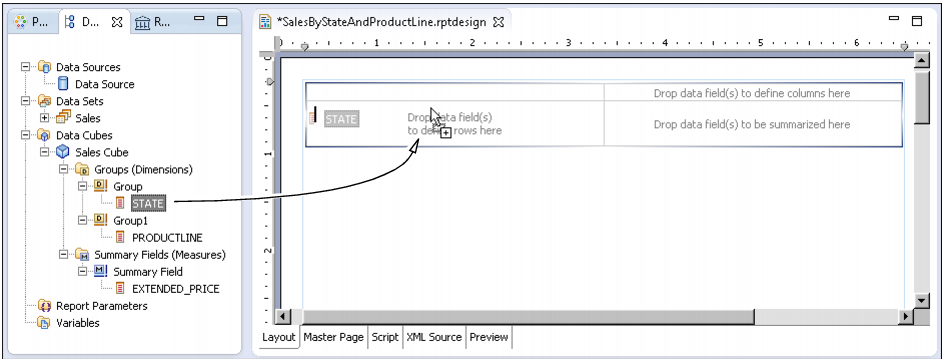 P...
D...
R...
Data Sources
Data Source
Data Sets
Sales
Data Cubes
Sales Cube
Groups (Dimensions)
Group
STATE
Group1
PRODUCTLINE
Summary Fields (Measures)
Summary Field
EXTENDED_PRICE
Report Parameters
Variables
*SalesByStateAndProductLine.rptdesign
1 2 3 4 5 6
Drop data field(s) to define columns here
STATE
Drop data field(s)
to define rows here
Drop data field(s) to be summarized here
1
2
Layout Master Page Script XML Source Preview